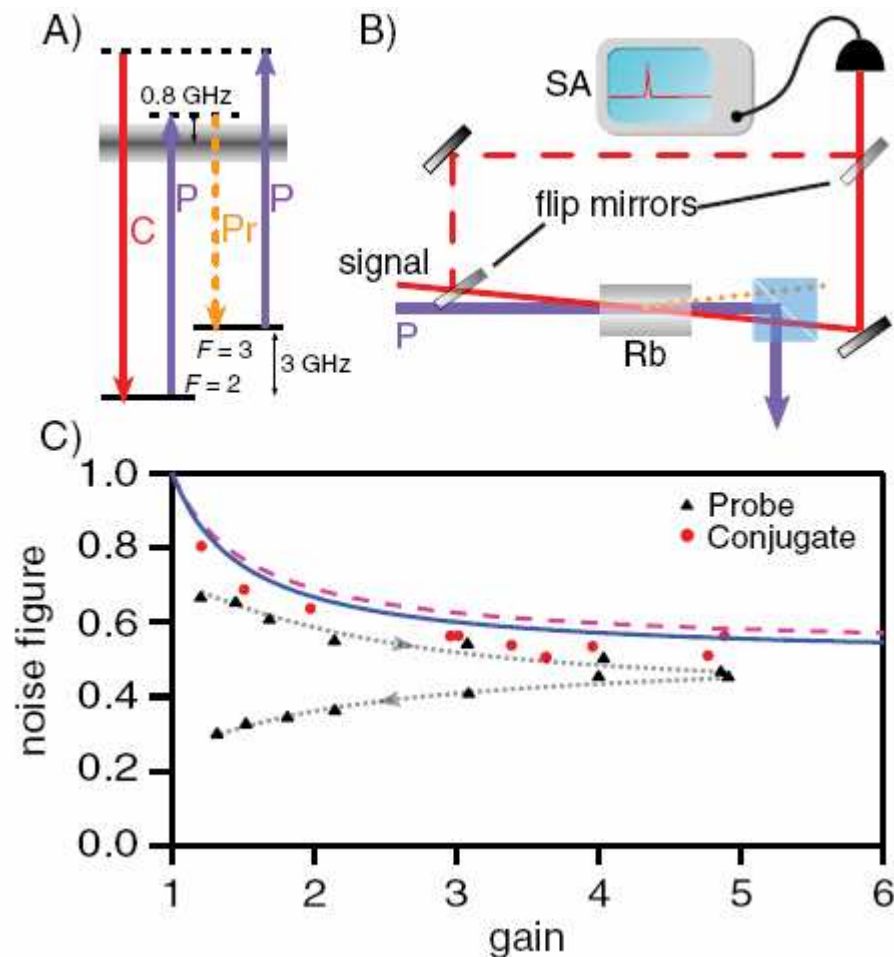 A)
0.8 GHz
C
P
Pr
P
F = 3
3 GHz
F = 2
B)
SA
flip mirrors
signal
P
Rb
C)
noise figure
1.0
0.8
0.6
0.4
0.2
0.0
Probe
Conjugate
1 2 3 4 5 6
gain